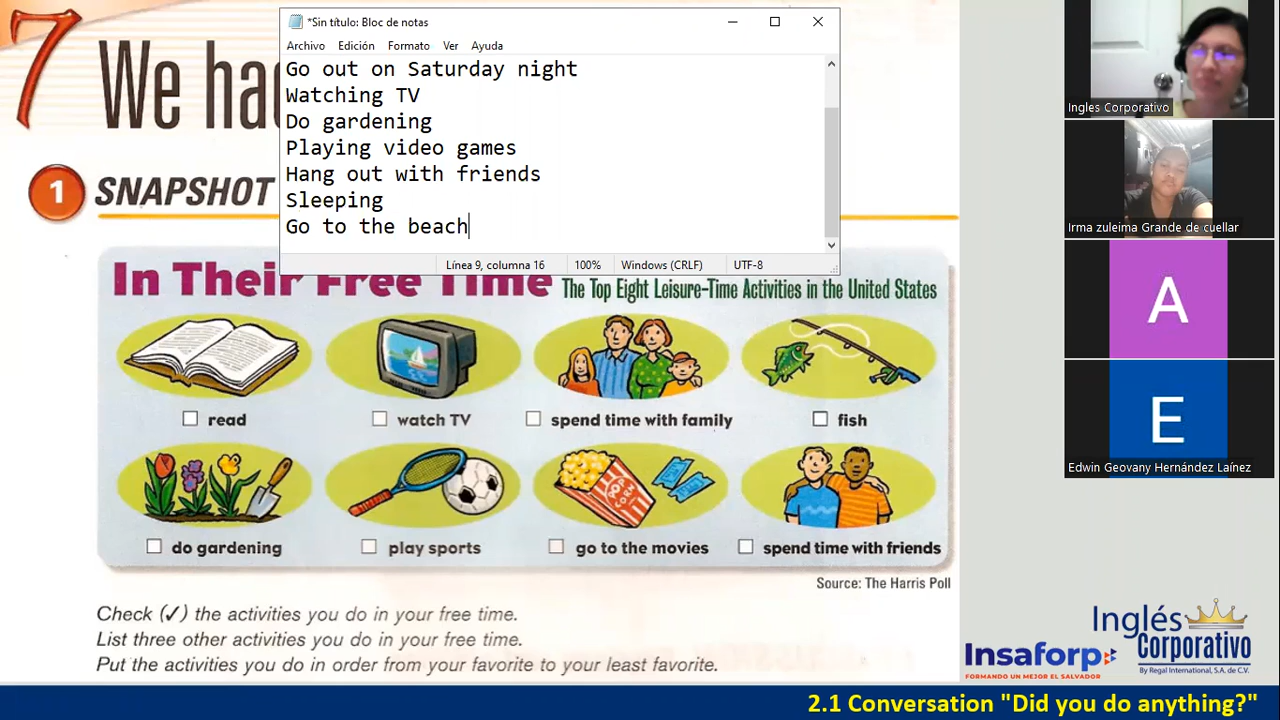 7 We ha
*Sin título: Bloc de notas
Archivo Edición Formato Ver Ayuda
Go out on Saturday night
Watching TV
Do gardening
Playing video games
Hang out with friends
Sleeping
Go to the beach
Línea 9, columna 16 100% Windows (CRLF) UTF-8
1 SNAPSHOT
In Their Free Time The Top Eight Leisure-Time Activities in the United States
read
watch TV
spend time with family
fish
POP CORN
do gardening
play sports
go to the movies
spend time with friends
Source: The Harris Poll
Check (✓) the activities you do in your free time.
List three other activities you do in your free time.
Put the activities you do in order from your favorite to your least favorite.
Ingles Corporativo
Irma zuleima Grande de cuellar
A
E
Edwin Geovany Hernández Laínez
Insaforp
FORMANDO UN MEJOR EL SALVADOR
Inglés
Corporativo
By Regal International, S.A. de C.V.
2.1 Conversation "Did you do anything?"